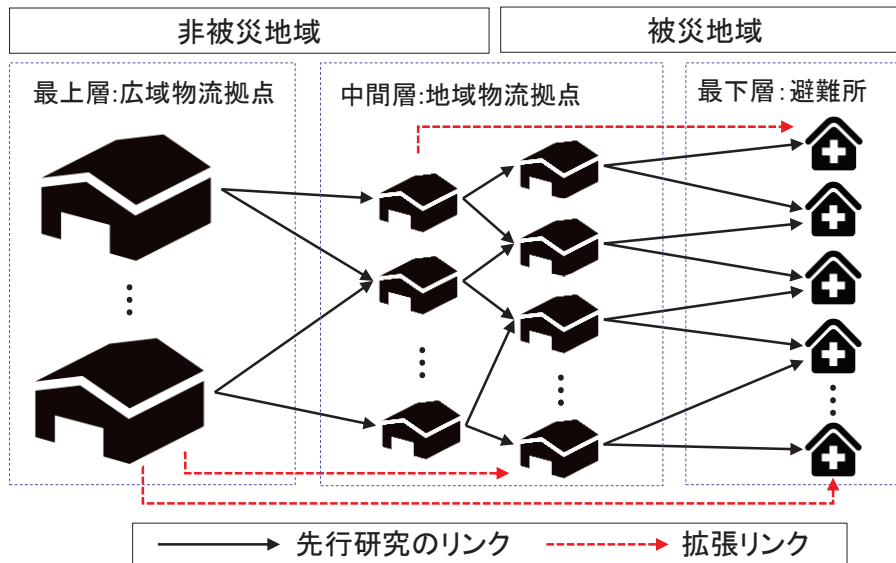 非被災地域
被災地域
最上層:広域物流拠点
中間層:地域物流拠点
最下層:避難所
先行研究のリンク
拡張リンク